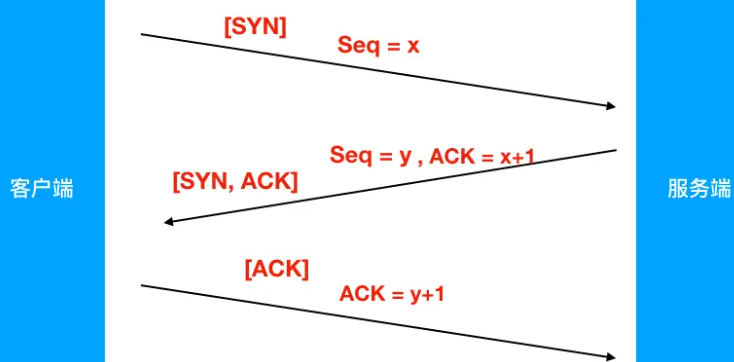 [SYN]
Seq = x
Seq = y , ACK = x+1
[SYN, ACK]
客户端
服务端
[ACK]
ACK = y+1